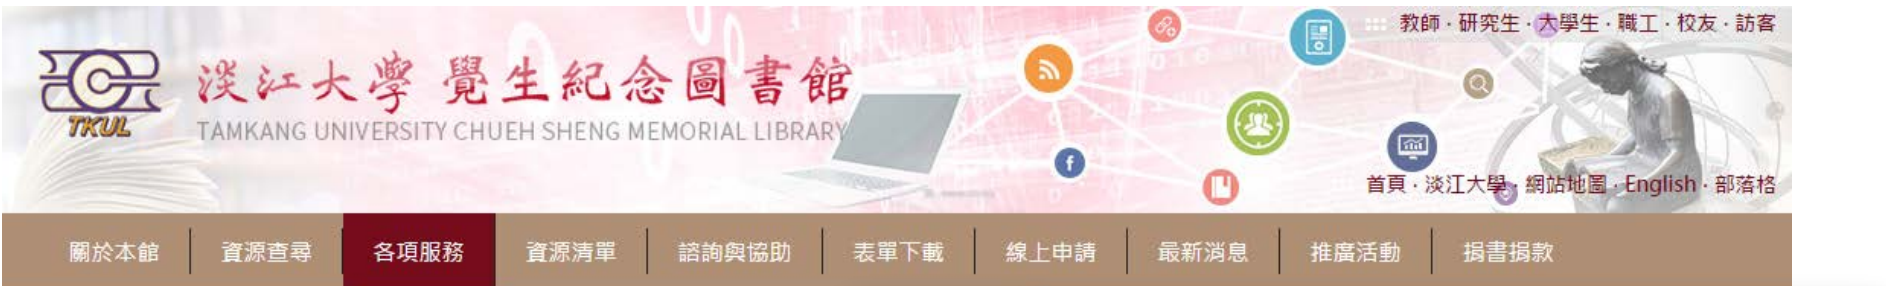 教師 · 研究生 · 大學生 · 職工 · 校友 · 訪客
淡江大學 覺生紀念圖書館
TKUL
TAMKANG UNIVERSITY CHUEH SHENG MEMORIAL LIBRARY
首頁 · 淡江大學 · 網站地圖 · English · 部落格
關於本館 資源查尋 各項服務 資源清單 諮詢與協助 表單下載 線上申請 最新消息 推廣活動 捐書捐款